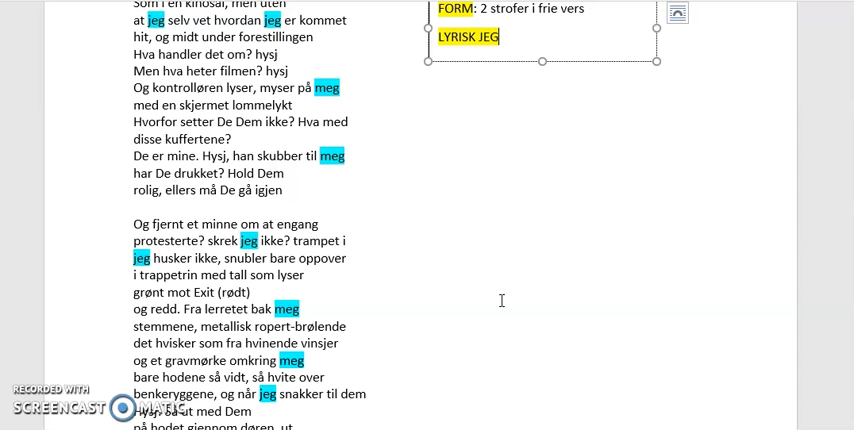 Som i en kinosal, men uten
at jeg selv vet hvordan jeg er kommet
hit, og midt under forestillingen
Hva handler det om? hysj
Men hva heter filmen? hysj
Og kontrolløren lyser, myser på meg
med en skjermet lommelykt
Hvorfor setter De Dem ikke? Hva med
disse kuffertene?
De er mine. Hysj, han skubber til meg
har De drukket? Hold Dem
rolig, ellers må De gå igjen
Og fjernt et minne om at engang
protesterte? skrek jeg ikke? trampet i
jeg husker ikke, snubler bare oppover
i trappetrin med tall som lyser
grønt mot Exit (rødt)
og redd. Fra lerretet bak meg
stemmene, metallisk ropert-brølende
det hvisker som fra hvinende vinsjer
og et gravmørke omkring meg
bare hodene så vidt, så hvite over
benkeryggene, og når jeg snakker til dem
Hysj. Så ut med Dem
på hodet gjennom døren, ut
FORM: 2 strofer i frie vers
LYRISK JEG
RECORDED WITH
SCREENCAST MATIC